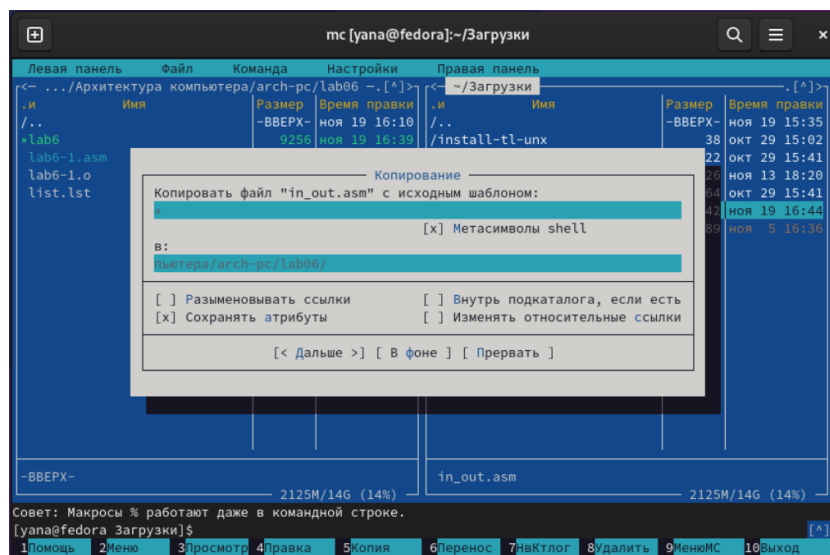 mc [yana@fedora]:~/Загрузки
Левая панель Файл Команда Настройки Правая панель
<— .../Архитектура компьютера/arch-pc/lab06 —.[^]> <— ~/Загрузки .[^]>
.и Имя Размер Время правки .и Имя Размер Время правки
/.. -ВВЕРХ- ноя 19 16:10 /.. -ВВЕРХ- ноя 19 15:35
*lab6 9256 ноя 19 16:39 /install-tl-unx 38 окт 29 15:02
lab6-1.asm 22 окт 29 15:41
lab6-1.o 26 ноя 13 18:20
list.lst 64 окт 29 15:41
42 ноя 19 16:44
89 ноя 5 16:36
Копирование
Копировать файл "in_out.asm" с исходным шаблоном:
*
[x] Метасимволы shell
в:
пьютера/arch-pc/lab06/
[ ] Разыменовывать ссылки [ ] Внутрь подкаталога, если есть
[x] Сохранять атрибуты [ ] Изменять относительные ссылки
[< Дальше >] [ В фоне ] [ Прервать ]
-ВВЕРХ- in_out.asm
2125M/14G (14%) 2125M/14G (14%)
Совет: Макросы % работают даже в командной строке.
[yana@fedora Загрузки]$ [^]
1Помощь 2Меню 3Просмотр 4Правка 5Копия 6Перенос 7НвКтлог 8Удалить 9МенюМС 10Выход